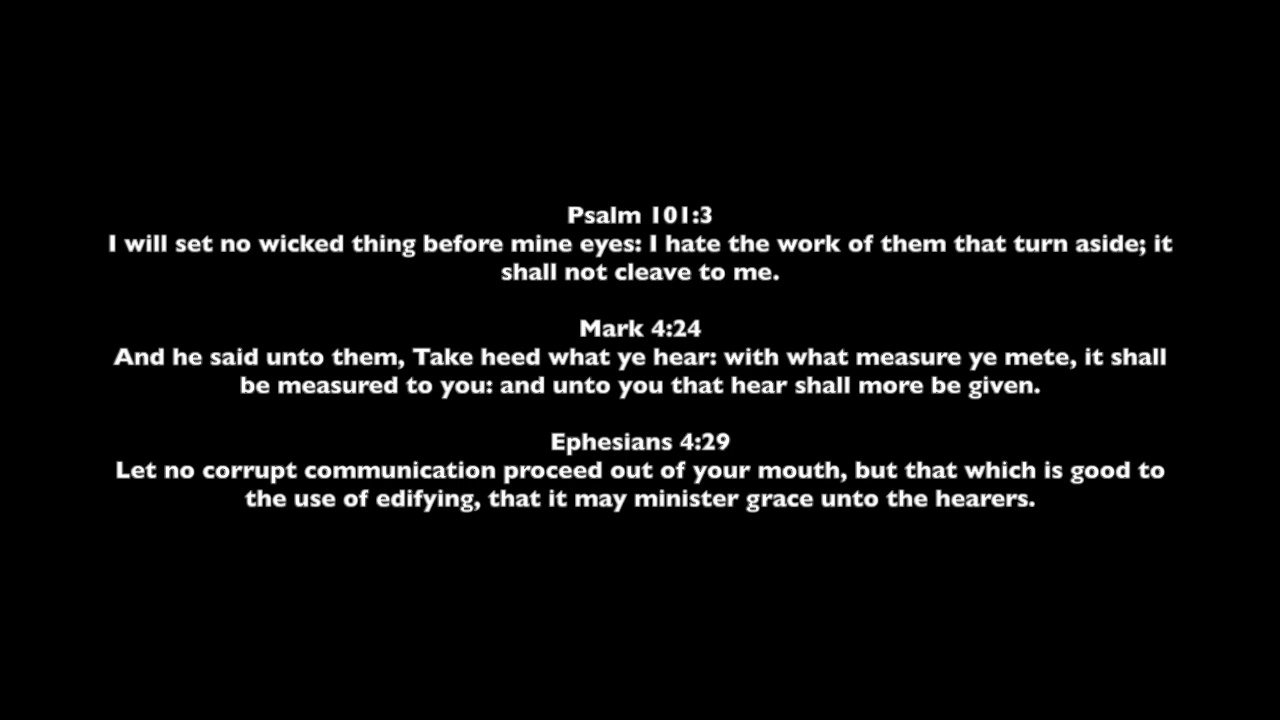 Psalm 101:3
I will set no wicked thing before mine eyes: I hate the work of them that turn aside; it
shall not cleave to me.
Mark 4:24
And he said unto them, Take heed what ye hear: with what measure ye mete, it shall
be measured to you: and unto you that hear shall more be given.
Ephesians 4:29
Let no corrupt communication proceed out of your mouth, but that which is good to
the use of edifying, that it may minister grace unto the hearers.